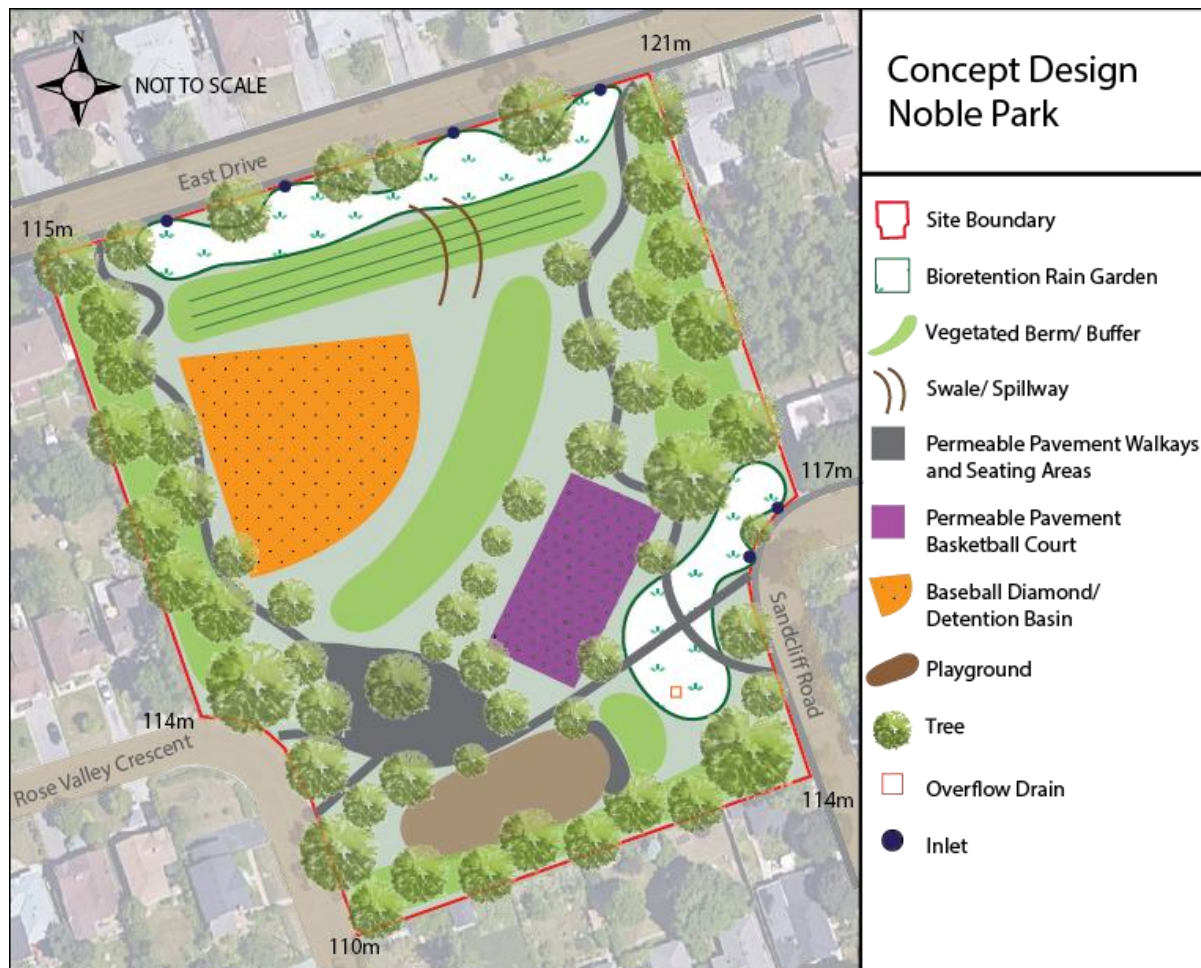 N
NOT TO SCALE
121m
East Drive
115m
117m
Sandcliff Road
114m
Rose Valley Crescent
114m
110m
Concept Design
Noble Park
Site Boundary
Bioretention Rain Garden
Vegetated Berm/ Buffer
Swale/ Spillway
Permeable Pavement Walkays
and Seating Areas
Permeable Pavement
Basketball Court
Baseball Diamond/
Detention Basin
Playground
Tree
Overflow Drain
Inlet